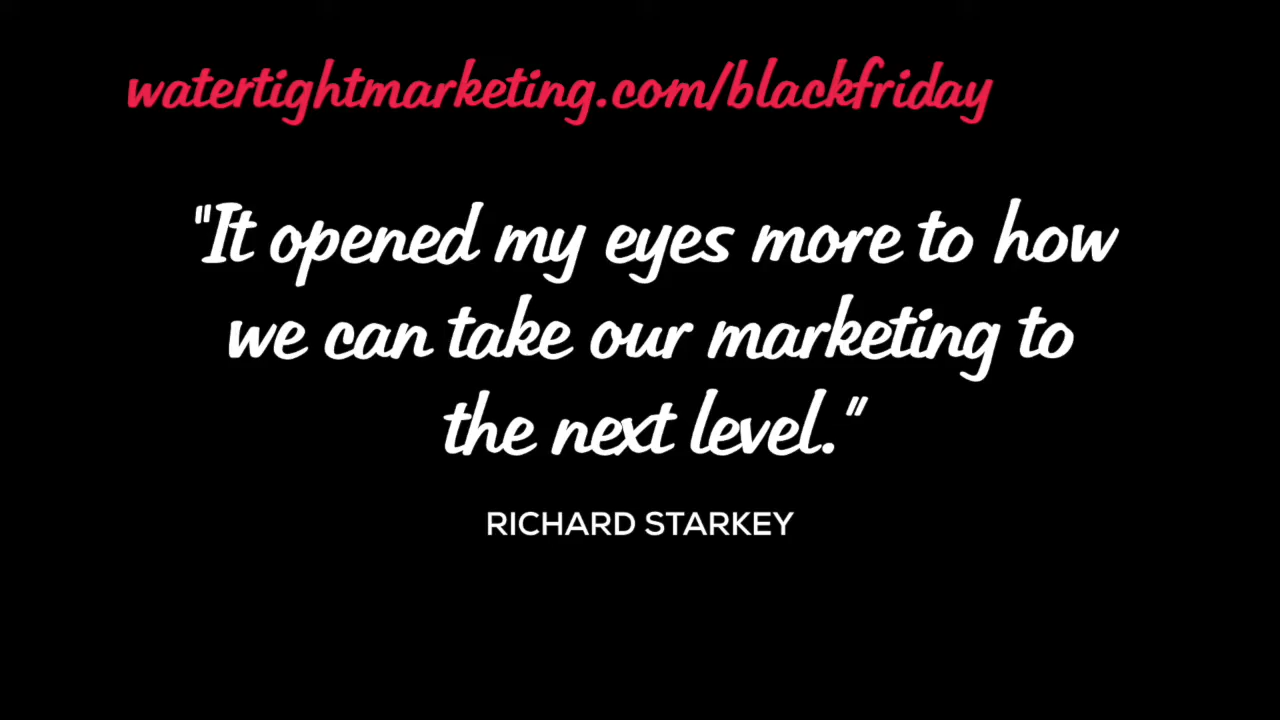 watertightmarketing.com/blackfriday
"It opened my eyes more to how
we can take our marketing to
the next level."
RICHARD STARKEY